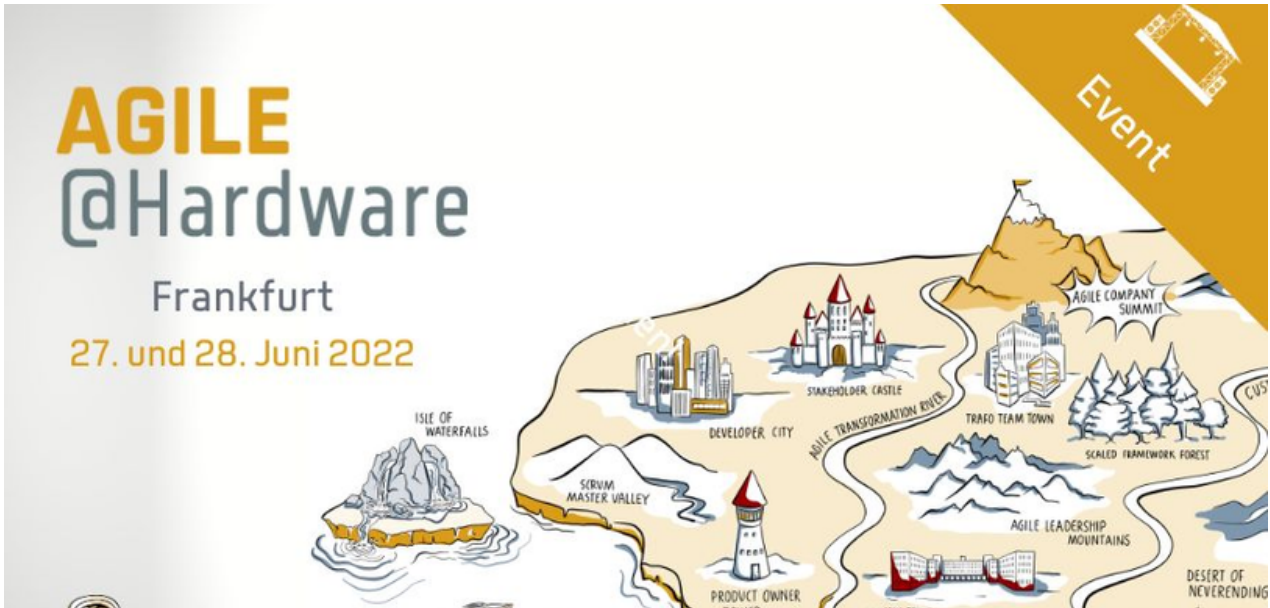 AGILE
@Hardware
Frankfurt
27. und 28. Juni 2022
Event
AGILE COMPANY
SUMMIT
STAKEHOLDER CASTLE
DEVELOPER CITY
AGILE TRANSFORMATION RIVER
TRAFO TEAM TOWN
SCALED FRAMEWORK FOREST
ISLE OF
WATERFALLS
SCRUM
MASTER VALLEY
AGILE LEADERSHIP
MOUNTAINS
PRODUCT OWNER
DESERT OF
NEVERENDING